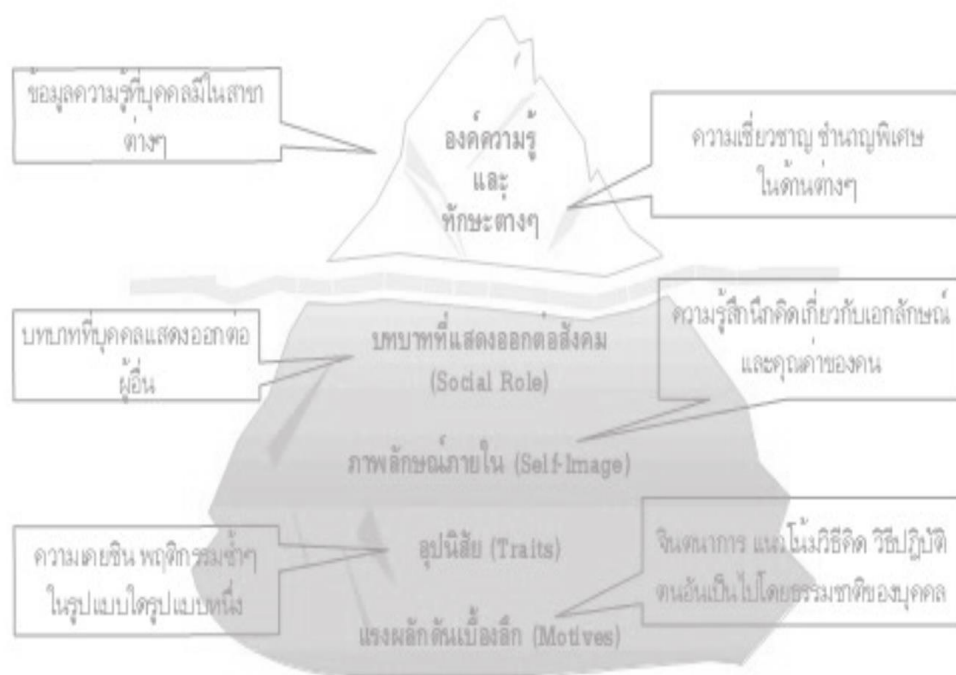 ข้อมูลความรู้ที่บุคคลมีในสาขา
ต่างๆ
องค์ความรู้
และ
ทักษะต่างๆ
ความเชี่ยวชาญ ชำนาญพิเศษ
ในด้านต่างๆ
บทบาทที่บุคคลแสดงออกต่อ
ผู้อื่น
บทบาทที่แสดงออกต่อสังคม
(Social Role)
ความรู้สึกนึกคิดเกี่ยวกับเอกลักษณ์
และคุณค่าของตน
ภาพลักษณ์ภายใน (Self-Image)
ความเคยชิน พฤติกรรมซ้ำๆ
ในรูปแบบใดรูปแบบหนึ่ง
อุปนิสัย (Traits)
จินตนาการ แนวโน้มวิธีคิด วิธีปฏิบัติ
ตนอันเป็นไปโดยธรรมชาติของบุคคล
แรงผลักดันเบื้องลึก (Motives)